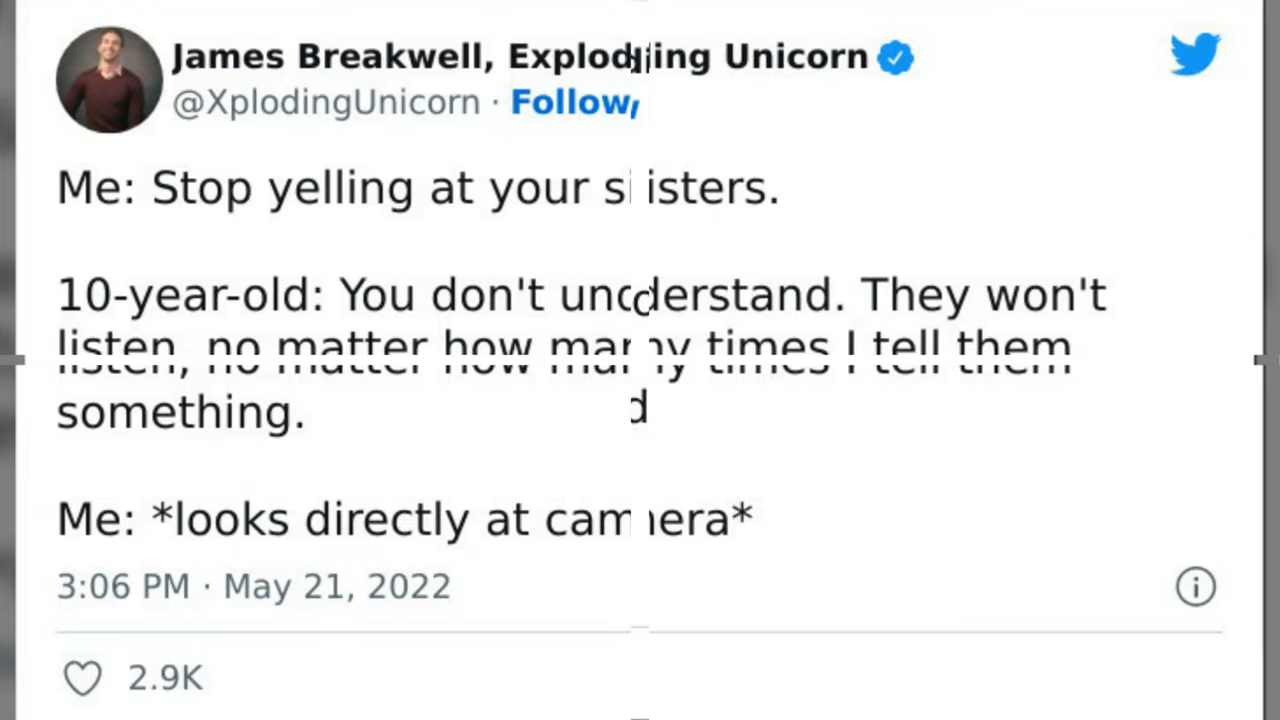 James Breakwell, Exploding Unicorn
@XplodingUnicorn · Follow
Me: Stop yelling at your sisters.
10-year-old: You don't understand. They won't
listen, no matter how many times I tell them
something.
Me: *looks directly at camera*
3:06 PM · May 21, 2022
2.9K